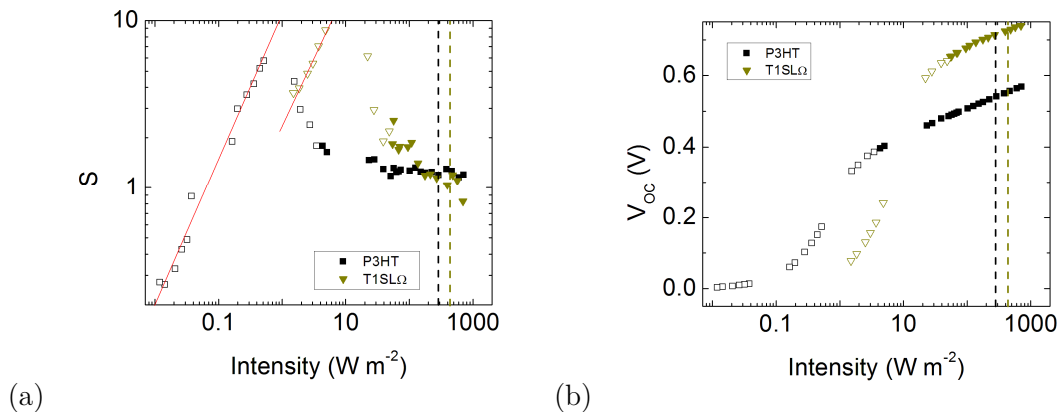 10
S
1
P3HT
T1SLΩ
0.1 10 1000
Intensity (W m⁻²)
(a)
P3HT
T1SLΩ
0.6
0.4
0.2
0.0
V_OC (V)
0.1 10 1000
Intensity (W m⁻²)
(b)